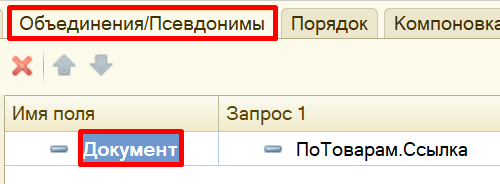 Объединения/Псевдонимы Порядок Компоновка
Имя поля Запрос 1
Документ ПоТоварам.Ссылка